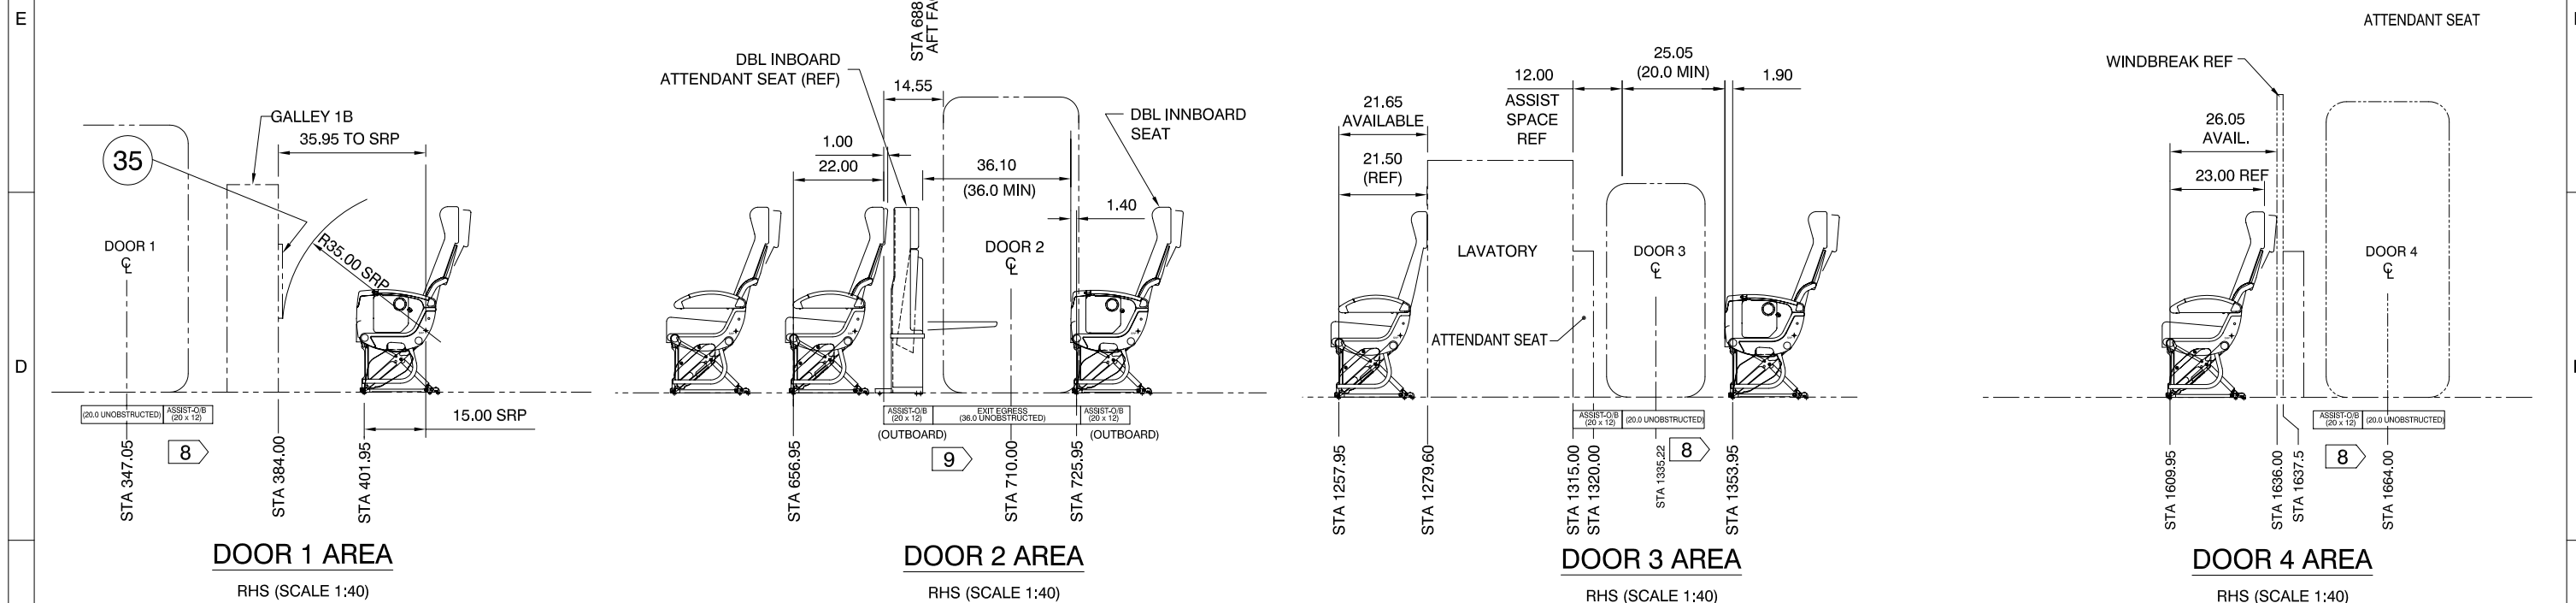 E
D
GALLEY 1B
35.95 TO SRP
35
R35.00 SRP
DOOR 1
C
L
(20.0 UNOBSTRUCTED)
ASSIST-O/B
(20 x 12)
15.00 SRP
8
STA 347.05
STA 384.00
STA 401.95
DOOR 1 AREA
RHS (SCALE 1:40)
STA 688
DBL INBOARD
ATTENDANT SEAT (REF)
14.55
DBL INNBOARD
SEAT
1.00
22.00
36.10
(36.0 MIN)
1.40
DOOR 2
C
L
ASSIST-O/B
(20 x 12)
EXIT EGRESS
(36.0 UNOBSTRUCTED)
ASSIST-O/B
(20 x 12)
(OUTBOARD)
(OUTBOARD)
9
STA 656.95
STA 710.00
STA 725.95
DOOR 2 AREA
RHS (SCALE 1:40)
25.05
(20.0 MIN)
12.00
1.90
ASSIST
SPACE
REF
21.65
AVAILABLE
21.50
(REF)
LAVATORY
DOOR 3
C
L
ATTENDANT SEAT
ASSIST-O/B
(20 x 12)
(20.0 UNOBSTRUCTED)
8
STA 1257.95
STA 1279.60
STA 1315.00
STA 1320.00
STA 1335.22
STA 1353.95
DOOR 3 AREA
RHS (SCALE 1:40)
ATTENDANT SEAT
WINDBREAK REF
26.05
AVAIL.
23.00 REF
DOOR 4
C
L
ASSIST-O/B
(20 x 12)
(20.0 UNOBSTRUCTED)
8
STA 1609.95
STA 1636.00
STA 1637.5
STA 1664.00
DOOR 4 AREA
RHS (SCALE 1:40)